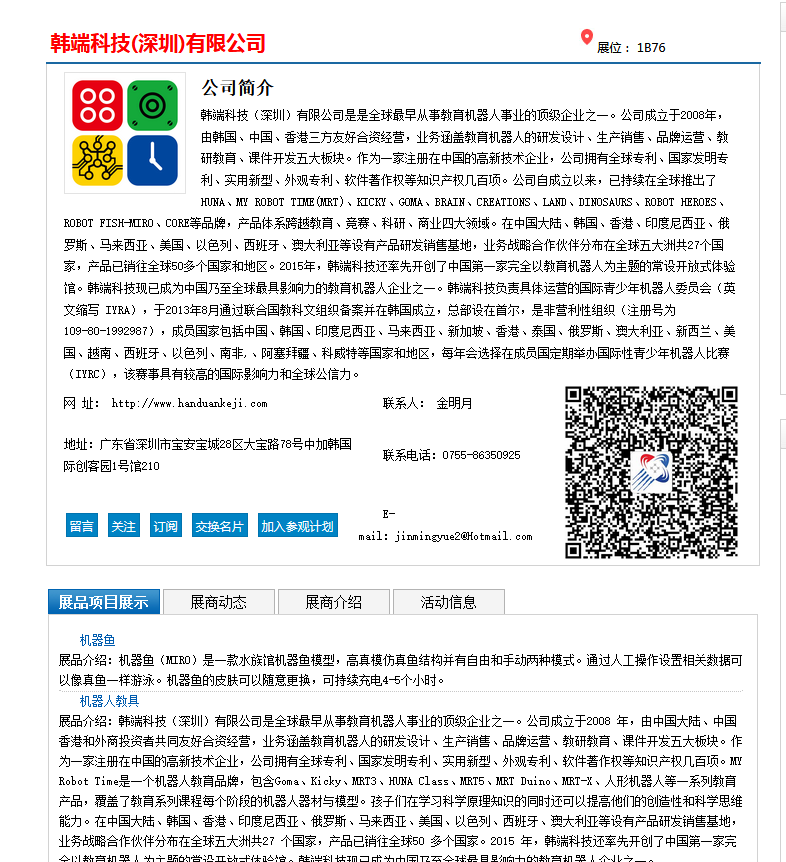 韩端科技(深圳)有限公司
展位： 1B76
公司简介
韩端科技（深圳）有限公司是是全球最早从事教育机器人事业的顶级企业之一。公司成立于2008年，
由韩国、中国、香港三方友好合资经营，业务涵盖教育机器人的研发设计、生产销售、品牌运营、教
研教育、课件开发五大板块。作为一家注册在中国的高新技术企业，公司拥有全球专利、国家发明专
利、实用新型、外观专利、软件著作权等知识产权几百项。公司自成立以来，已持续在全球推出了
HUNA、MY ROBOT TIME(MRT)、KICKY、GOMA、BRAIN、CREATIONS、LAND、DINOSAURS、ROBOT HEROES、
ROBOT FISH-MIRO、CORE等品牌，产品体系跨越教育、竞赛、科研、商业四大领域。在中国大陆、韩国、香港、印度尼西亚、俄
罗斯、马来西亚、美国、以色列、西班牙、澳大利亚等设有产品研发销售基地，业务战略合作伙伴分布在全球五大洲共27个国
家，产品已销往全球50多个国家和地区。2015年，韩端科技还率先开创了中国第一家完全以教育机器人为主题的常设开放式体验
馆。韩端科技现已成为中国乃至全球最具影响力的教育机器人企业之一。韩端科技负责具体运营的国际青少年机器人委员会（英
文缩写 IYRA），于2013年8月通过联合国教科文组织备案并在韩国成立，总部设在首尔，是非营利性组织（注册号为
109-80-1992987），成员国家包括中国、韩国、印度尼西亚、马来西亚、新加坡、香港、泰国、俄罗斯、澳大利亚、新西兰、美
国、越南、西班牙、以色列、南非,、阿塞拜疆、科威特等国家和地区，每年会选择在成员国定期举办国际性青少年机器人比赛
（IYRC），该赛事具有较高的国际影响力和全球公信力。
网 址： http://www.handuankeji.com
联系人： 金明月
地址：广东省深圳市宝安宝城28区大宝路78号中加韩国
际创客园1号馆210
联系电话：0755-86350925
E-
mail：jinmingyue2@Hotmail.com
留言 关注 订阅 交换名片 加入参观计划
展品项目展示 展商动态 展商介绍 活动信息
机器鱼
展品介绍：机器鱼（MIRO）是一款水族馆机器鱼模型，高真模仿真鱼结构并有自由和手动两种模式。通过人工操作设置相关数据可
以像真鱼一样游泳。机器鱼的皮肤可以随意更换，可持续充电4-5个小时。
机器人教具
展品介绍：韩端科技（深圳）有限公司是全球最早从事教育机器人事业的顶级企业之一。公司成立于2008 年，由中国大陆、中国
香港和外商投资者共同友好合资经营，业务涵盖教育机器人的研发设计、生产销售、品牌运营、教研教育、课件开发五大板块。作
为一家注册在中国的高新技术企业，公司拥有全球专利、国家发明专利、实用新型、外观专利、软件著作权等知识产权几百项。MY
Robot Time是一个机器人教育品牌，包含Goma、Kicky、MRT3、HUNA Class、MRT5、MRT Duino、MRT-X、人形机器人等一系列教育
产品，覆盖了教育系列课程每个阶段的机器人器材与模型。孩子们在学习科学原理知识的同时还可以提高他们的创造性和科学思维
能力。在中国大陆、韩国、香港、印度尼西亚、俄罗斯、马来西亚、美国、以色列、西班牙、澳大利亚等设有产品研发销售基地，
业务战略合作伙伴分布在全球五大洲共27 个国家，产品已销往全球50 多个国家。2015 年，韩端科技还率先开创了中国第一家完
全以教育机器人为主题的常设开放式体验馆。韩端科技现已成为中国乃至全球最具影响力的教育机器人企业之一。